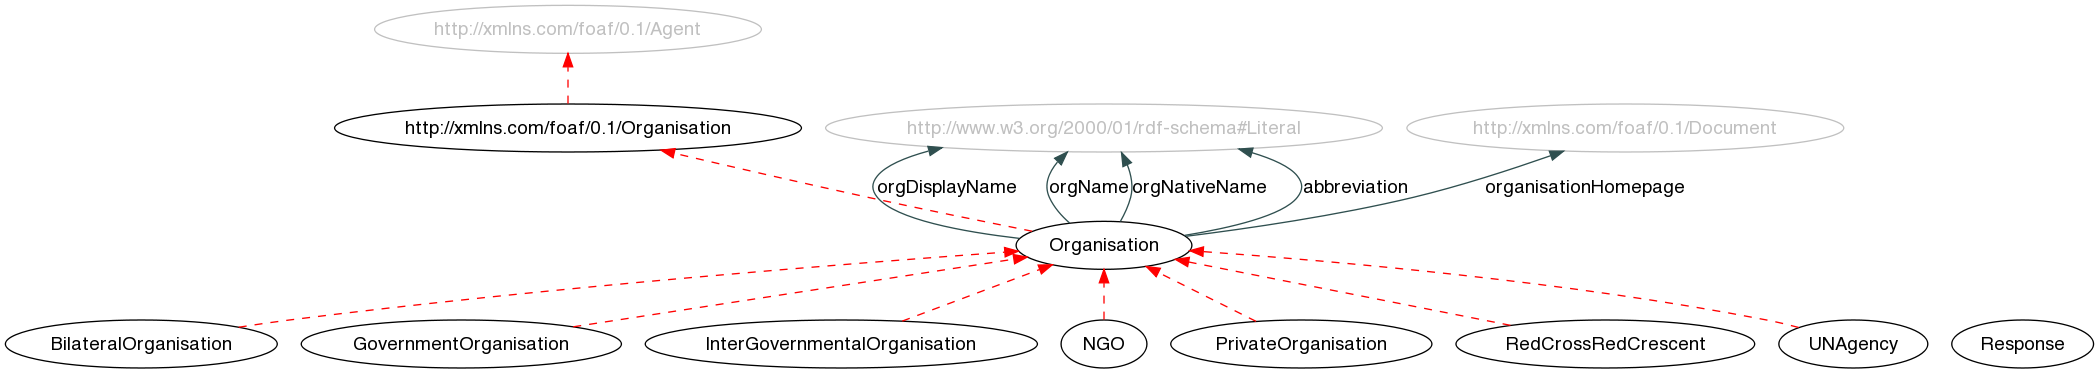 http://xmlns.com/foaf/0.1/Agent
http://xmlns.com/foaf/0.1/Organisation
http://www.w3.org/2000/01/rdf-schema#Literal
http://xmlns.com/foaf/0.1/Document
orgDisplayName
orgName
orgNativeName
abbreviation
organisationHomepage
Organisation
BilateralOrganisation
GovernmentOrganisation
InterGovernmentalOrganisation
NGO
PrivateOrganisation
RedCrossRedCrescent
UNAgency
Response